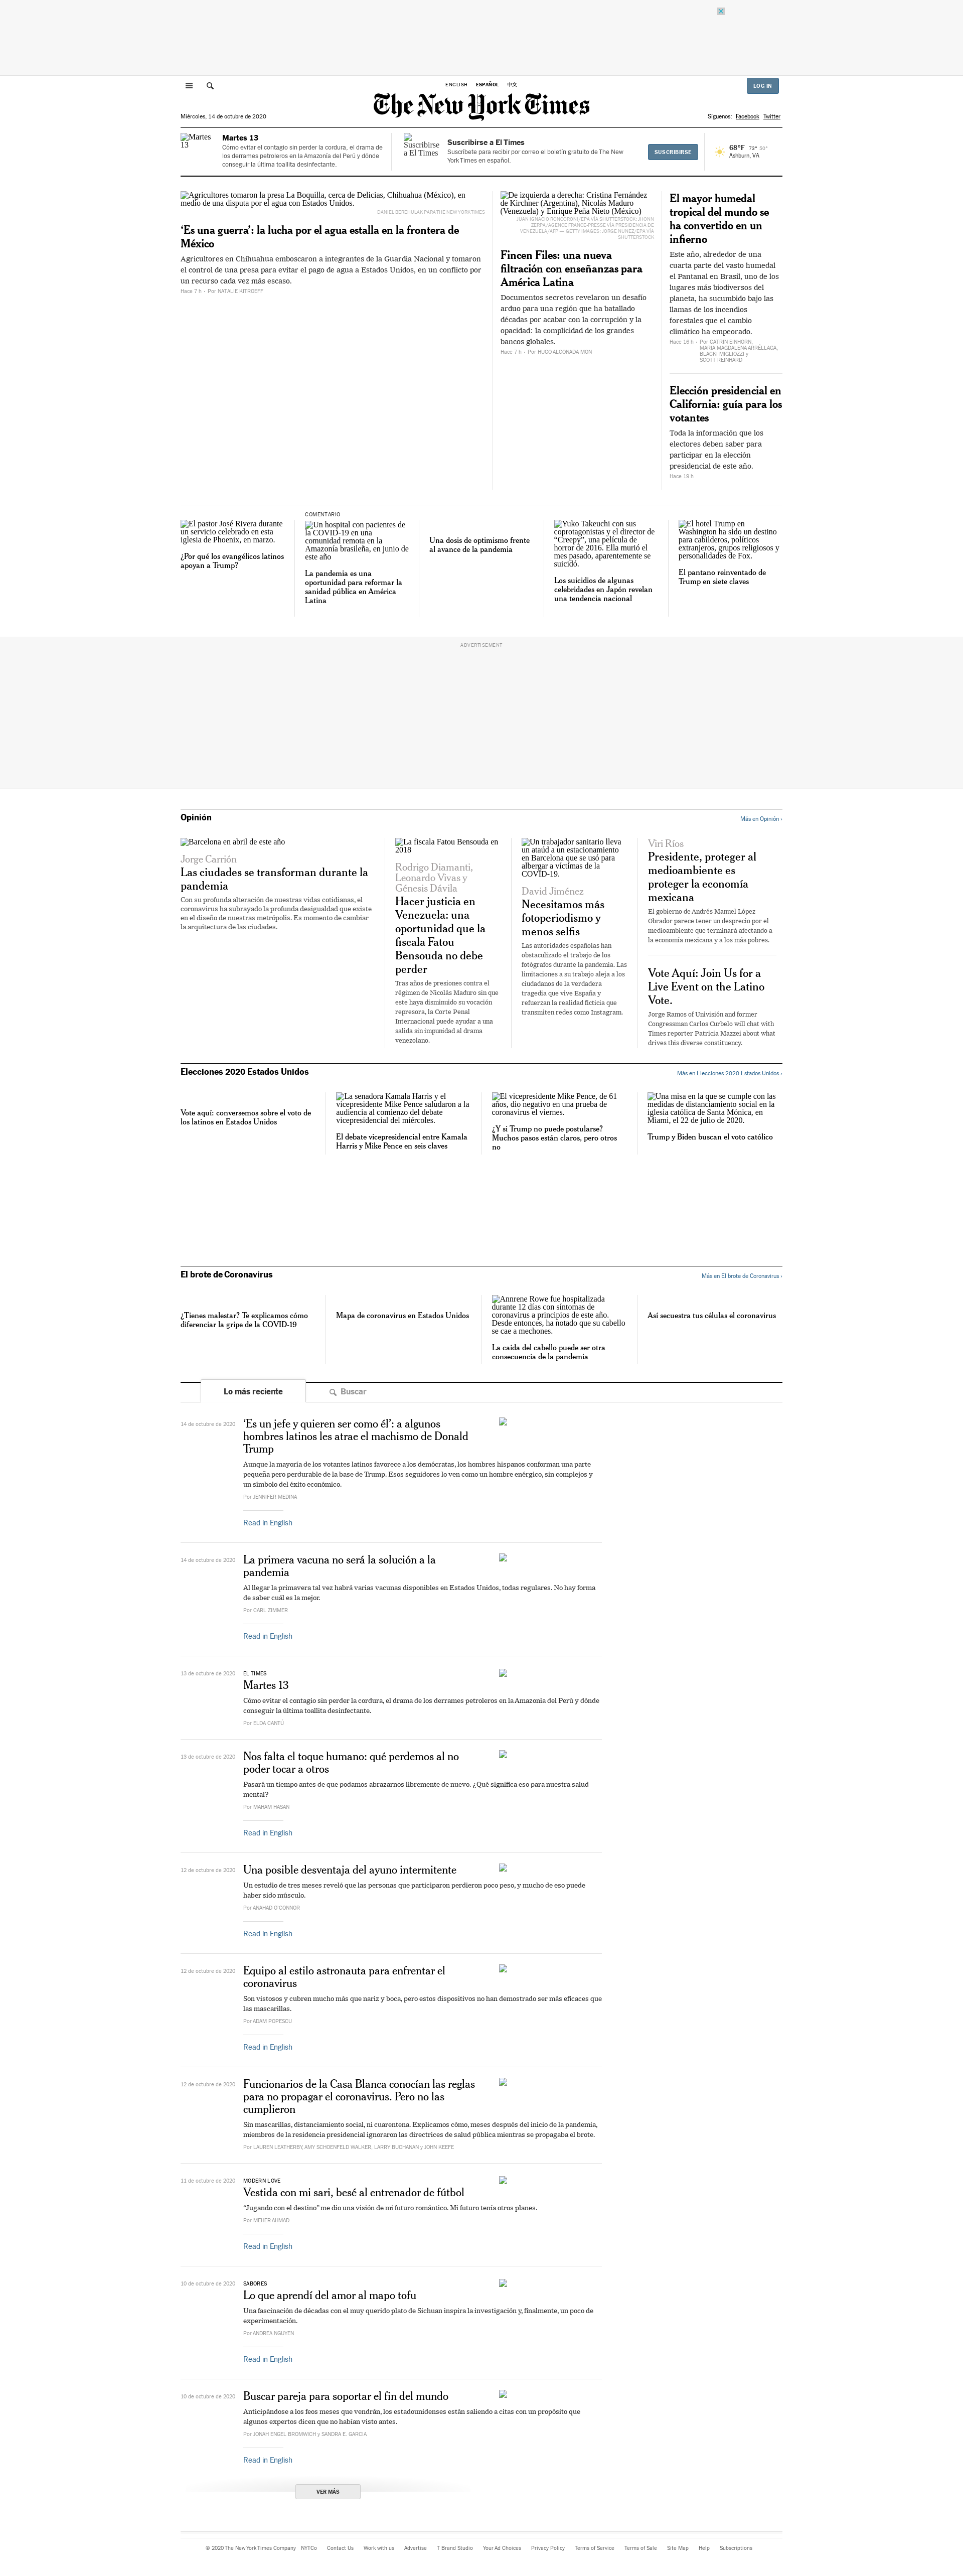 ENGLISH ESPAÑOL 中文
LOG IN
The New York Times
Miércoles, 14 de octubre de 2020
Síguenos: Facebook Twitter
Martes 13
Martes 13
Cómo evitar el contagio sin perder la cordura, el drama de
los derrames petroleros en la Amazonía del Perú y dónde
conseguir la última toallita desinfectante.
Suscribirse
a El Times
Suscribirse a El Times
Suscríbete para recibir por correo el boletín gratuito de The New
York Times en español.
SUSCRIBIRSE
68°F 73° 51°
Ashburn, VA
Agricultores tomaron la presa La Boquilla, cerca de Delicias, Chihuahua (México), en
medio de una disputa por el agua con Estados Unidos.
DANIEL BEREHULAK PARA THE NEW YORK TIMES
‘Es una guerra’: la lucha por el agua estalla en la frontera de
México
Agricultores en Chihuahua emboscaron a integrantes de la Guardia Nacional y tomaron
el control de una presa para evitar el pago de agua a Estados Unidos, en un conflicto por
un recurso cada vez más escaso.
Hace 7 h - Por NATALIE KITROEFF
De izquierda a derecha: Cristina Fernández
de Kirchner (Argentina), Nicolás Maduro
(Venezuela) y Enrique Peña Nieto (México)
JUAN IGNACIO RONCORONI/EPA VÍA SHUTTERSTOCK; JHONN
ZERPA/AGENCE FRANCE-PRESSE VÍA PRESIDENCIA DE
VENEZUELA/AFP — GETTY IMAGES; JORGE NUNEZ/EPA VÍA
SHUTTERSTOCK
Fincen Files: una nueva
filtración con enseñanzas para
América Latina
Documentos secretos revelaron un desafío
arduo para una región que ha batallado
décadas por acabar con la corrupción y la
opacidad: la complicidad de los grandes
bancos globales.
Hace 7 h - Por HUGO ALCONADA MON
El mayor humedal
tropical del mundo se
ha convertido en un
infierno
Este año, alrededor de una
cuarta parte del vasto humedal
el Pantanal en Brasil, uno de los
lugares más biodiversos del
planeta, ha sucumbido bajo las
llamas de los incendios
forestales que el cambio
climático ha empeorado.
Hace 16 h - Por CATRIN EINHORN,
MARIA MAGDALENA ARRÉLLAGA,
BLACKI MIGLIOZZI y
SCOTT REINHARD
Elección presidencial en
California: guía para los
votantes
Toda la información que los
electores deben saber para
participar en la elección
presidencial de este año.
Hace 19 h
El pastor José Rivera durante
un servicio celebrado en esta
iglesia de Phoenix, en marzo.
¿Por qué los evangélicos latinos
apoyan a Trump?
COMENTARIO
Un hospital con pacientes de
la COVID-19 en una
comunidad remota en la
Amazonía brasileña, en junio de
este año
La pandemia es una
oportunidad para reformar la
sanidad pública en América
Latina
Una dosis de optimismo frente
al avance de la pandemia
Yuko Takeuchi con sus
coprotagonistas y el director de
“Creepy”, una película de
horror de 2016. Ella murió el
mes pasado, aparentemente se
suicidó.
Los suicidios de algunas
celebridades en Japón revelan
una tendencia nacional
El hotel Trump en
Washington ha sido un destino
para cabilderos, políticos
extranjeros, grupos religiosos y
personalidades de Fox.
El pantano reinventado de
Trump en siete claves
ADVERTISEMENT
Opinión
Más en Opinión ›
Barcelona en abril de este año
Jorge Carrión
Las ciudades se transforman durante la
pandemia
Con su profunda alteración de nuestras vidas cotidianas, el
coronavirus ha subrayado la profunda desigualdad que existe
en el diseño de nuestras metrópolis. Es momento de cambiar
la arquitectura de las ciudades.
La fiscala Fatou Bensouda en
2018
Rodrigo Diamanti,
Leonardo Vivas y
Génesis Dávila
Hacer justicia en
Venezuela: una
oportunidad que la
fiscala Fatou
Bensouda no debe
perder
Tras años de presiones contra el
régimen de Nicolás Maduro sin que
este haya disminuido su vocación
represora, la Corte Penal
Internacional puede ayudar a una
salida sin impunidad al drama
venezolano.
Un trabajador sanitario lleva
un ataúd a un estacionamiento
en Barcelona que se usó para
albergar a víctimas de la
COVID-19.
David Jiménez
Necesitamos más
fotoperiodismo y
menos selfis
Las autoridades españolas han
obstaculizado el trabajo de los
fotógrafos durante la pandemia. Las
limitaciones a su trabajo aleja a los
ciudadanos de la verdadera
tragedia que vive España y
refuerzan la realidad ficticia que
transmiten redes como Instagram.
Viri Ríos
Presidente, proteger al
medioambiente es
proteger la economía
mexicana
El gobierno de Andrés Manuel López
Obrador parece tener un desprecio por el
medioambiente que terminará afectando a
la economía mexicana y a los más pobres.
Vote Aquí: Join Us for a
Live Event on the Latino
Vote.
Jorge Ramos of Univisión and former
Congressman Carlos Curbelo will chat with
Times reporter Patricia Mazzei about what
drives this diverse constituency.
Elecciones 2020 Estados Unidos
Más en Elecciones 2020 Estados Unidos ›
Vote aquí: conversemos sobre el voto de
los latinos en Estados Unidos
La senadora Kamala Harris y el
vicepresidente Mike Pence saludaron a la
audiencia al comienzo del debate
vicepresidencial del miércoles.
El debate vicepresidencial entre Kamala
Harris y Mike Pence en seis claves
El vicepresidente Mike Pence, de 61
años, dio negativo en una prueba de
coronavirus el viernes.
¿Y si Trump no puede postularse?
Muchos pasos están claros, pero otros
no
Una misa en la que se cumple con las
medidas de distanciamiento social en la
iglesia católica de Santa Mónica, en
Miami, el 22 de julio de 2020.
Trump y Biden buscan el voto católico
El brote de Coronavirus
Más en El brote de Coronavirus ›
¿Tienes malestar? Te explicamos cómo
diferenciar la gripe de la COVID-19
Mapa de coronavirus en Estados Unidos
Annrene Rowe fue hospitalizada
durante 12 días con síntomas de
coronavirus a principios de este año.
Desde entonces, ha notado que su cabello
se cae a mechones.
La caída del cabello puede ser otra
consecuencia de la pandemia
Así secuestra tus células el coronavirus
Lo más reciente
Buscar
14 de octubre de 2020
‘Es un jefe y quieren ser como él’: a algunos
hombres latinos les atrae el machismo de Donald
Trump
Aunque la mayoría de los votantes latinos favorece a los demócratas, los hombres hispanos conforman una parte
pequeña pero perdurable de la base de Trump. Esos seguidores lo ven como un hombre enérgico, sin complejos y
un símbolo del éxito económico.
Por JENNIFER MEDINA
Read in English
14 de octubre de 2020
La primera vacuna no será la solución a la
pandemia
Al llegar la primavera tal vez habrá varias vacunas disponibles en Estados Unidos, todas regulares. No hay forma
de saber cuál es la mejor.
Por CARL ZIMMER
Read in English
13 de octubre de 2020
EL TIMES
Martes 13
Cómo evitar el contagio sin perder la cordura, el drama de los derrames petroleros en la Amazonía del Perú y dónde
conseguir la última toallita desinfectante.
Por ELDA CANTÚ
13 de octubre de 2020
Nos falta el toque humano: qué perdemos al no
poder tocar a otros
Pasará un tiempo antes de que podamos abrazarnos libremente de nuevo. ¿Qué significa eso para nuestra salud
mental?
Por MAHAM HASAN
Read in English
12 de octubre de 2020
Una posible desventaja del ayuno intermitente
Un estudio de tres meses reveló que las personas que participaron perdieron poco peso, y mucho de eso puede
haber sido músculo.
Por ANAHAD O'CONNOR
Read in English
12 de octubre de 2020
Equipo al estilo astronauta para enfrentar el
coronavirus
Son vistosos y cubren mucho más que nariz y boca, pero estos dispositivos no han demostrado ser más eficaces que
las mascarillas.
Por ADAM POPESCU
Read in English
12 de octubre de 2020
Funcionarios de la Casa Blanca conocían las reglas
para no propagar el coronavirus. Pero no las
cumplieron
Sin mascarillas, distanciamiento social, ni cuarentena. Explicamos cómo, meses después del inicio de la pandemia,
miembros de la residencia presidencial ignoraron las directrices de salud pública mientras se propagaba el brote.
Por LAUREN LEATHERBY, AMY SCHOENFELD WALKER, LARRY BUCHANAN y JOHN KEEFE
11 de octubre de 2020
MODERN LOVE
Vestida con mi sari, besé al entrenador de fútbol
“Jugando con el destino” me dio una visión de mi futuro romántico. Mi futuro tenía otros planes.
Por MEHER AHMAD
Read in English
10 de octubre de 2020
SABORES
Lo que aprendí del amor al mapo tofu
Una fascinación de décadas con el muy querido plato de Sichuan inspira la investigación y, finalmente, un poco de
experimentación.
Por ANDREA NGUYEN
Read in English
10 de octubre de 2020
Buscar pareja para soportar el fin del mundo
Anticipándose a los feos meses que vendrán, los estadounidenses están saliendo a citas con un propósito que
algunos expertos dicen que no habían visto antes.
Por JONAH ENGEL BROMWICH y SANDRA E. GARCIA
Read in English
VER MÁS
© 2020 The New York Times Company NYTCo Contact Us Work with us Advertise T Brand Studio Your Ad Choices Privacy Policy Terms of Service Terms of Sale Site Map Help Subscriptions